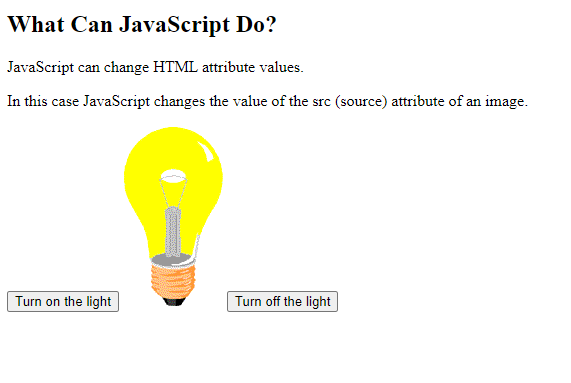 What Can JavaScript Do?
JavaScript can change HTML attribute values.
In this case JavaScript changes the value of the src (source) attribute of an image.
Turn on the light
Turn off the light